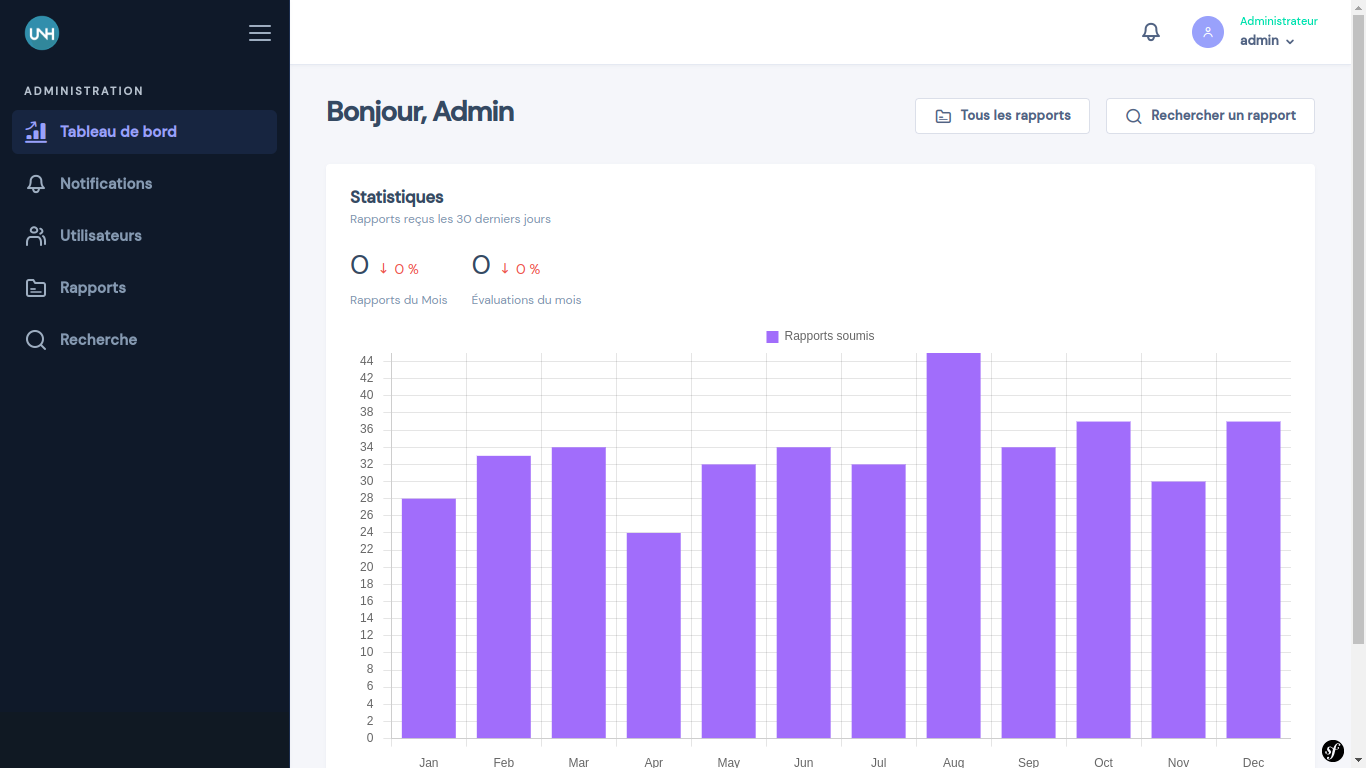 UNH
ADMINISTRATION
Tableau de bord
Notifications
Utilisateurs
Rapports
Recherche
Administrateur
admin
Bonjour, Admin
Tous les rapports
Rechercher un rapport
Statistiques
Rapports reçus les 30 derniers jours
0 ↓ 0 %
Rapports du Mois
0 ↓ 0 %
Évaluations du mois
Rapports soumis
44
42
40
38
36
34
32
30
28
26
24
22
20
18
16
14
12
10
8
6
4
2
0
Jan Feb Mar Apr May Jun Jul Aug Sep Oct Nov Dec
sf